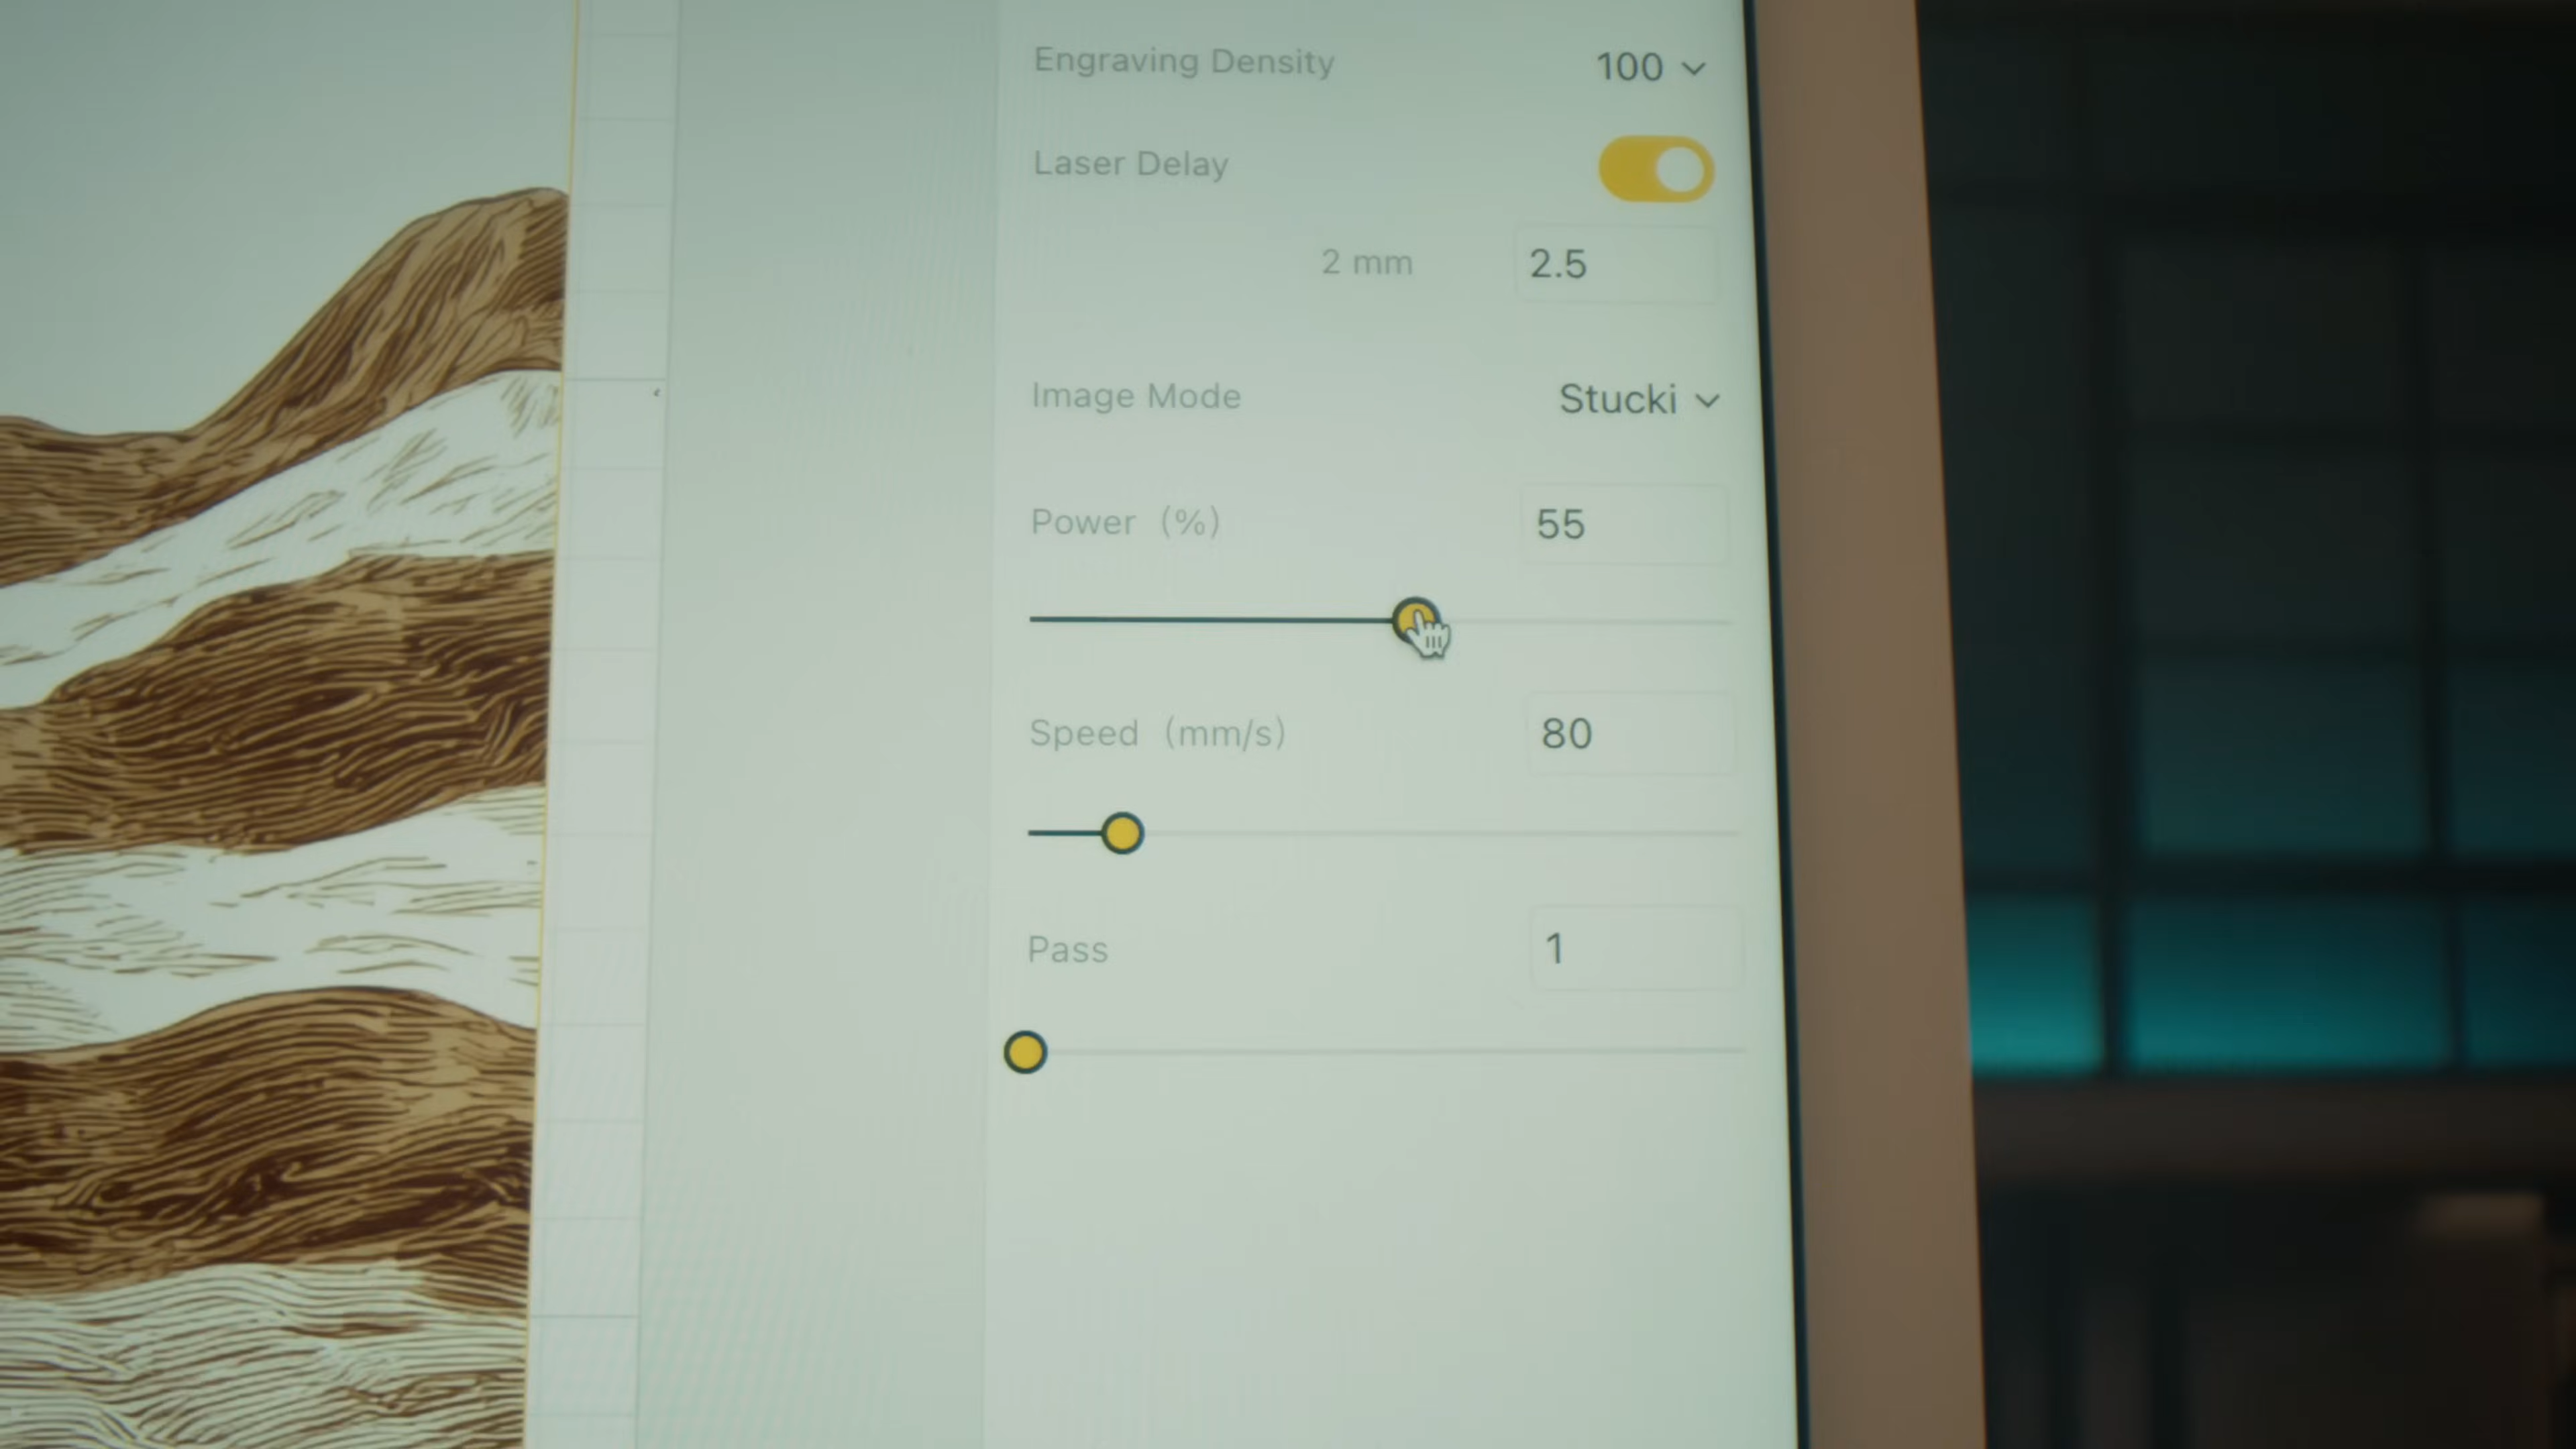 Engraving Density 100
Laser Delay
2 mm 2.5
Image Mode Stucki
Power (%) 55
Speed (mm/s) 80
Pass 1